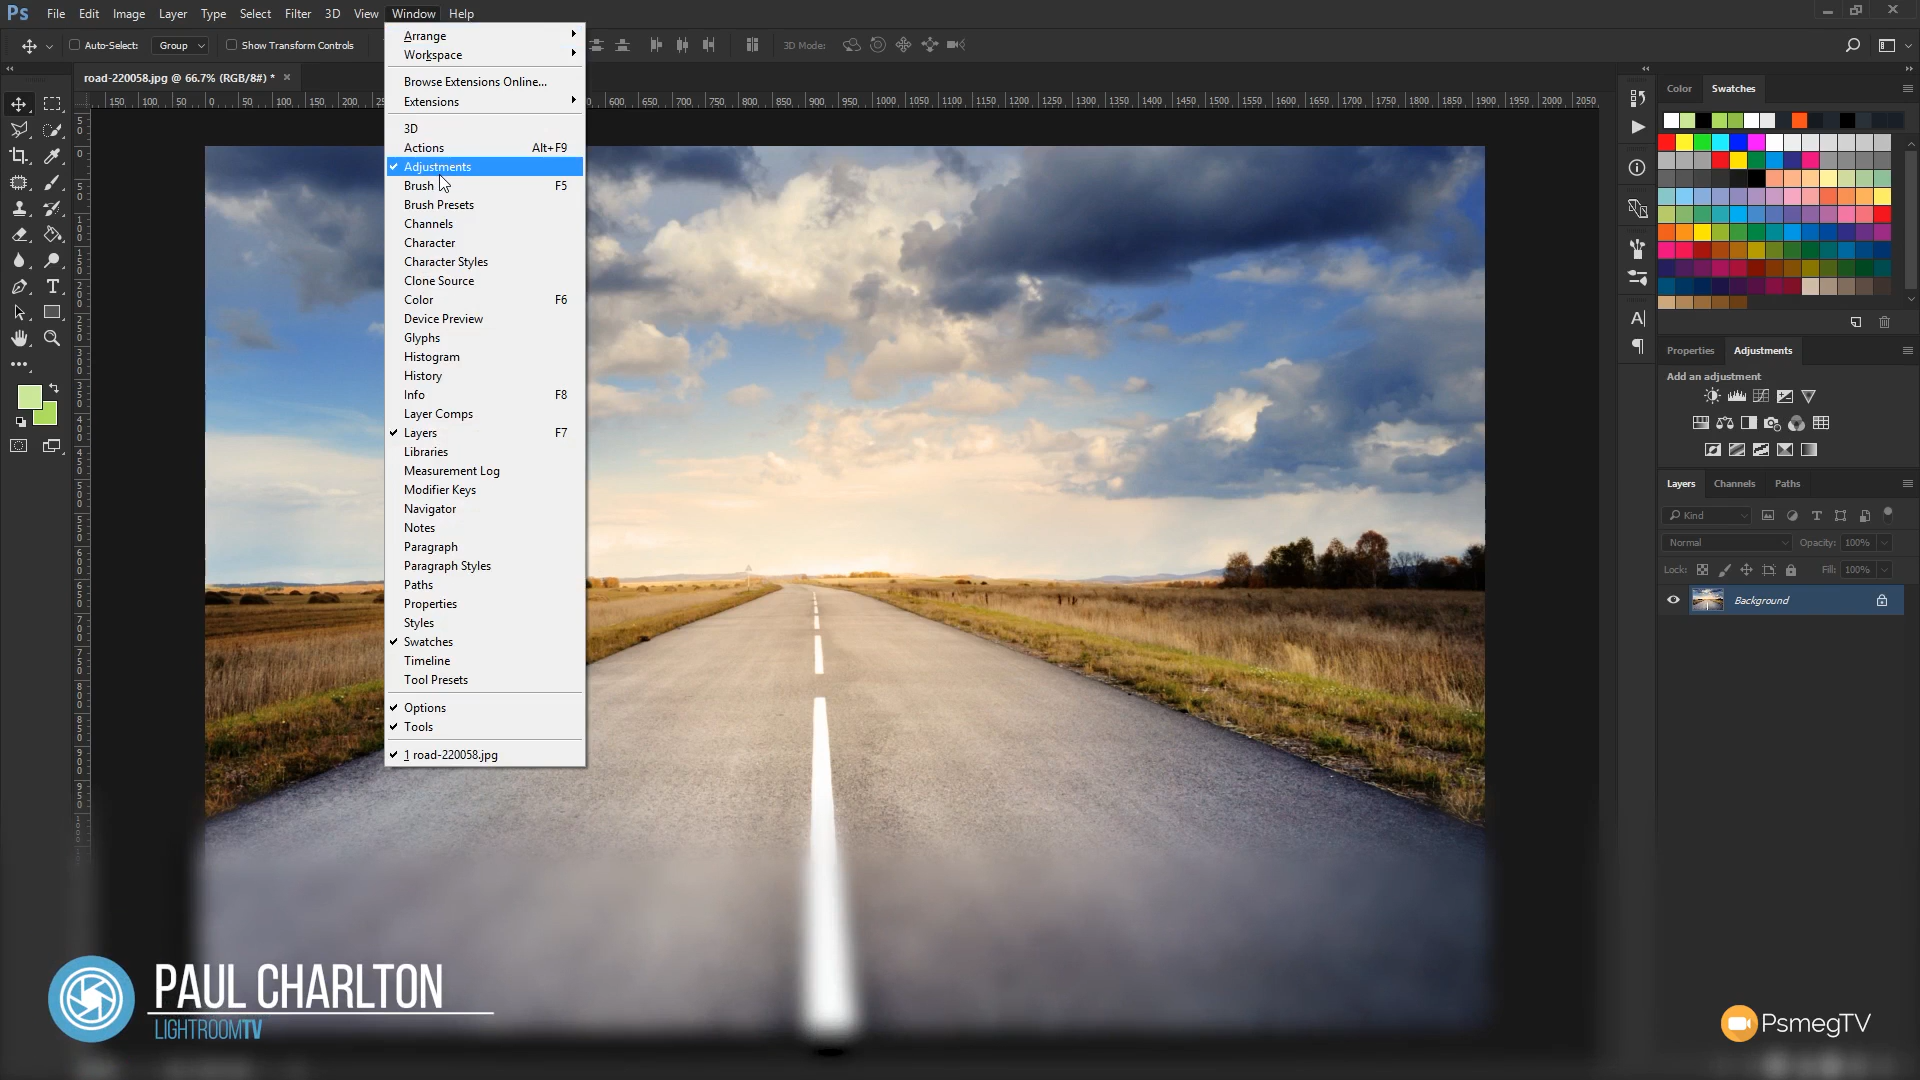 Ps File Edit Image Layer Type Select Filter 3D View Window Help
Auto-Select: Group Show Transform Controls 3D Mode:
road-220058.jpg @ 66.7% (RGB/8#) * ×
Arrange
Workspace
Browse Extensions Online...
Extensions
3D
Actions Alt+F9
Adjustments
Brush F5
Brush Presets
Channels
Character
Character Styles
Clone Source
Color F6
Device Preview
Glyphs
Histogram
History
Info F8
Layer Comps
Layers F7
Libraries
Measurement Log
Modifier Keys
Navigator
Notes
Paragraph
Paragraph Styles
Paths
Properties
Styles
Swatches
Timeline
Tool Presets
Options
Tools
1 road-220058.jpg
150 100 50 0 50 100 150 200 600 650 700 750 800 850 900 950 1000 1050 1100 1150 1200 1250 1300 1350 1400 1450 1500 1550 1600 1650 1700 1750 1800 1850 1900 1950 2000 2050
Color Swatches
Properties Adjustments
Add an adjustment
Layers Channels Paths
Kind
Normal Opacity: 100%
Lock: Fill: 100%
Background
PAUL CHARLTON
LIGHTROOMTV
PsmegTV